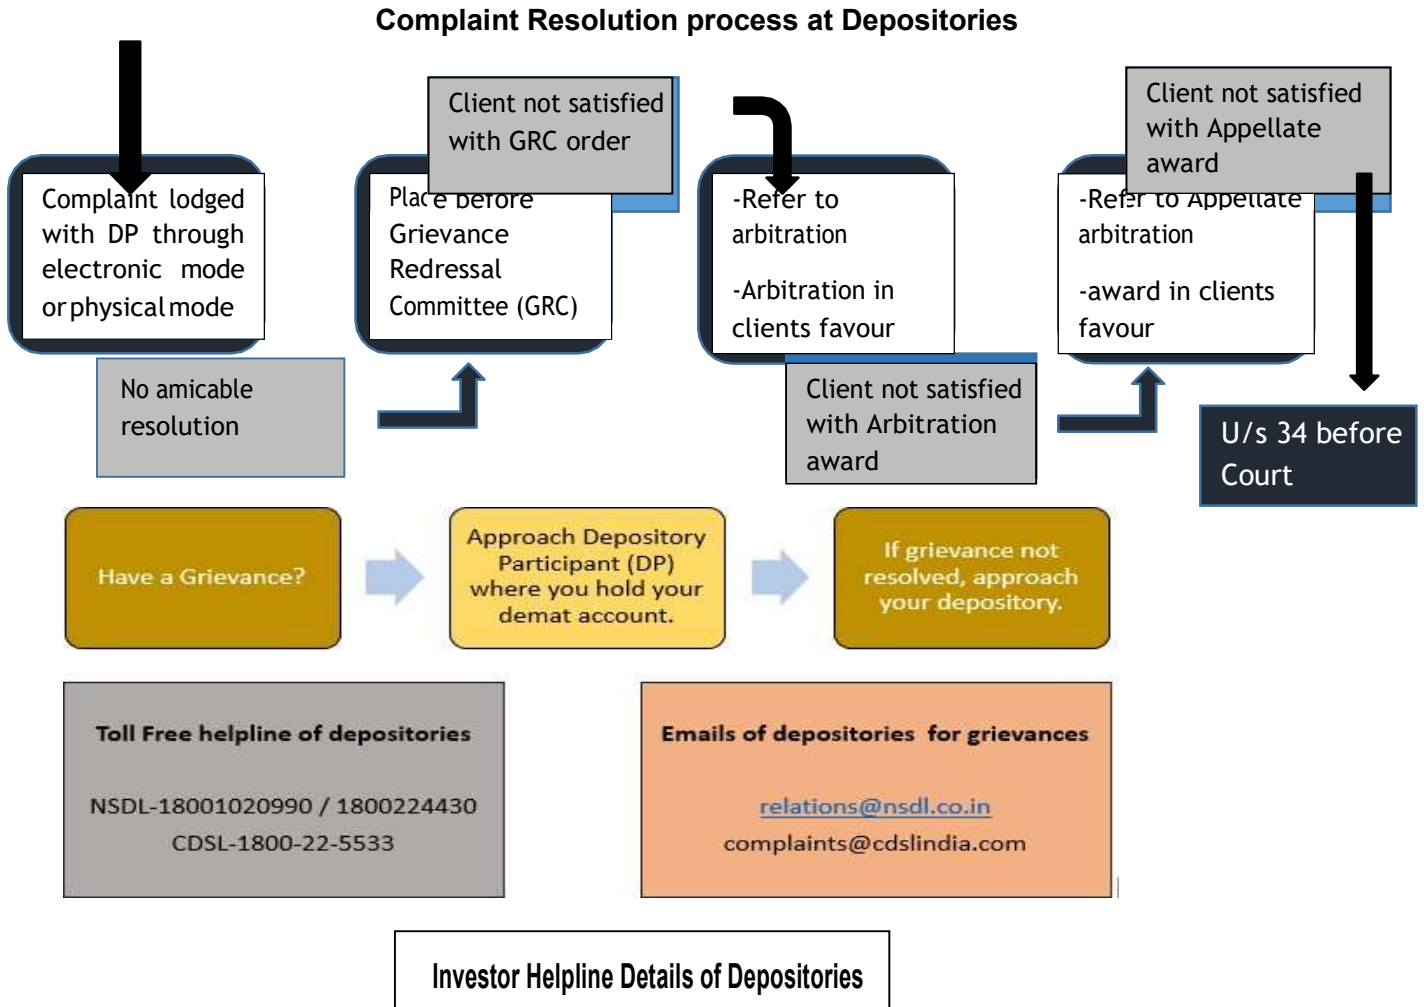 Complaint Resolution process at Depositories
Complaint lodged
with DP through
electronic mode
or physical mode
No amicable
resolution
Place before
Grievance
Redressal
Committee (GRC)
Client not satisfied
with GRC order
-Refer to
arbitration
-Arbitration in
clients favour
Client not satisfied
with Arbitration
award
-Refer to Appellate
arbitration
-award in clients
favour
Client not satisfied
with Appellate
award
U/s 34 before
Court
Have a Grievance?
Approach Depository
Participant (DP)
where you hold your
demat account.
If grievance not
resolved, approach
your depository.
Toll Free helpline of depositories
NSDL-18001020990 / 1800224430
CDSL-1800-22-5533
Emails of depositories for grievances
relations@nsdl.co.in
complaints@cdslindia.com
Investor Helpline Details of Depositories